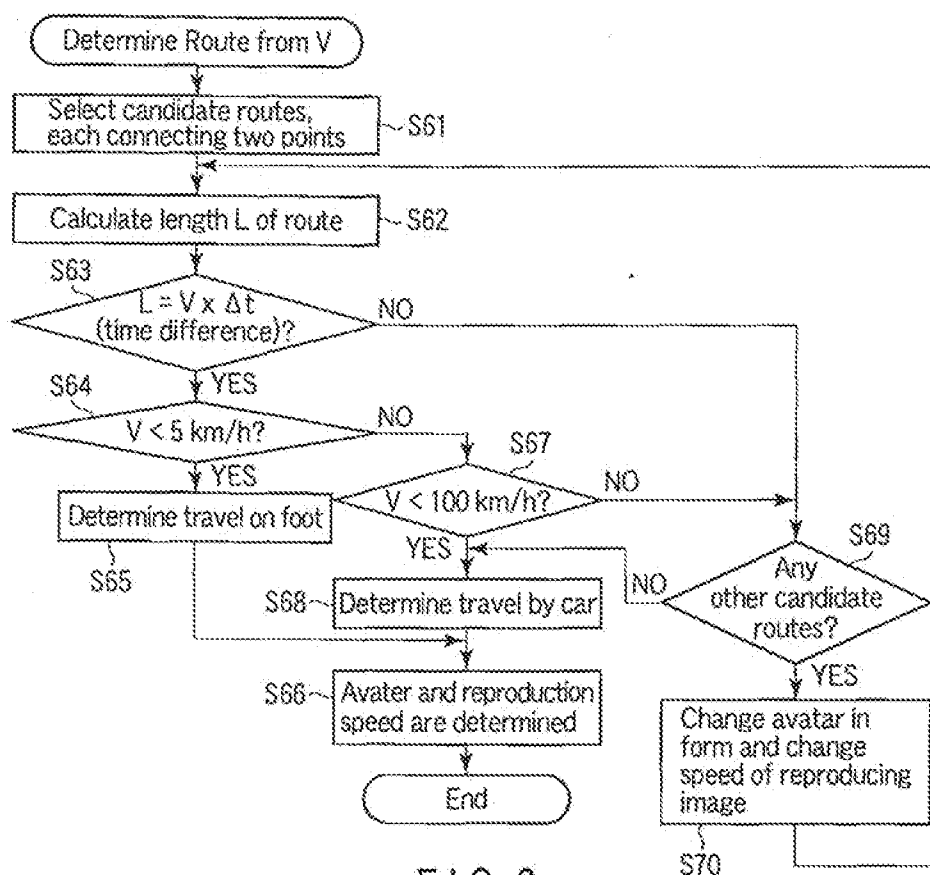 Determine Route from V
Select candidate routes,
each connecting two points
S61
Calculate length L of route
S62
S63
L = V x Δt
(time difference)?
NO
YES
S64
V < 5 km/h?
NO
YES
S67
V < 100 km/h?
NO
Determine travel on foot
S65
YES
S69
Any
other candidate
routes?
NO
S68
Determine travel by car
YES
S66
Avater and reproduction
speed are determined
Change avatar in
form and change
speed of reproducing
image
End
S70